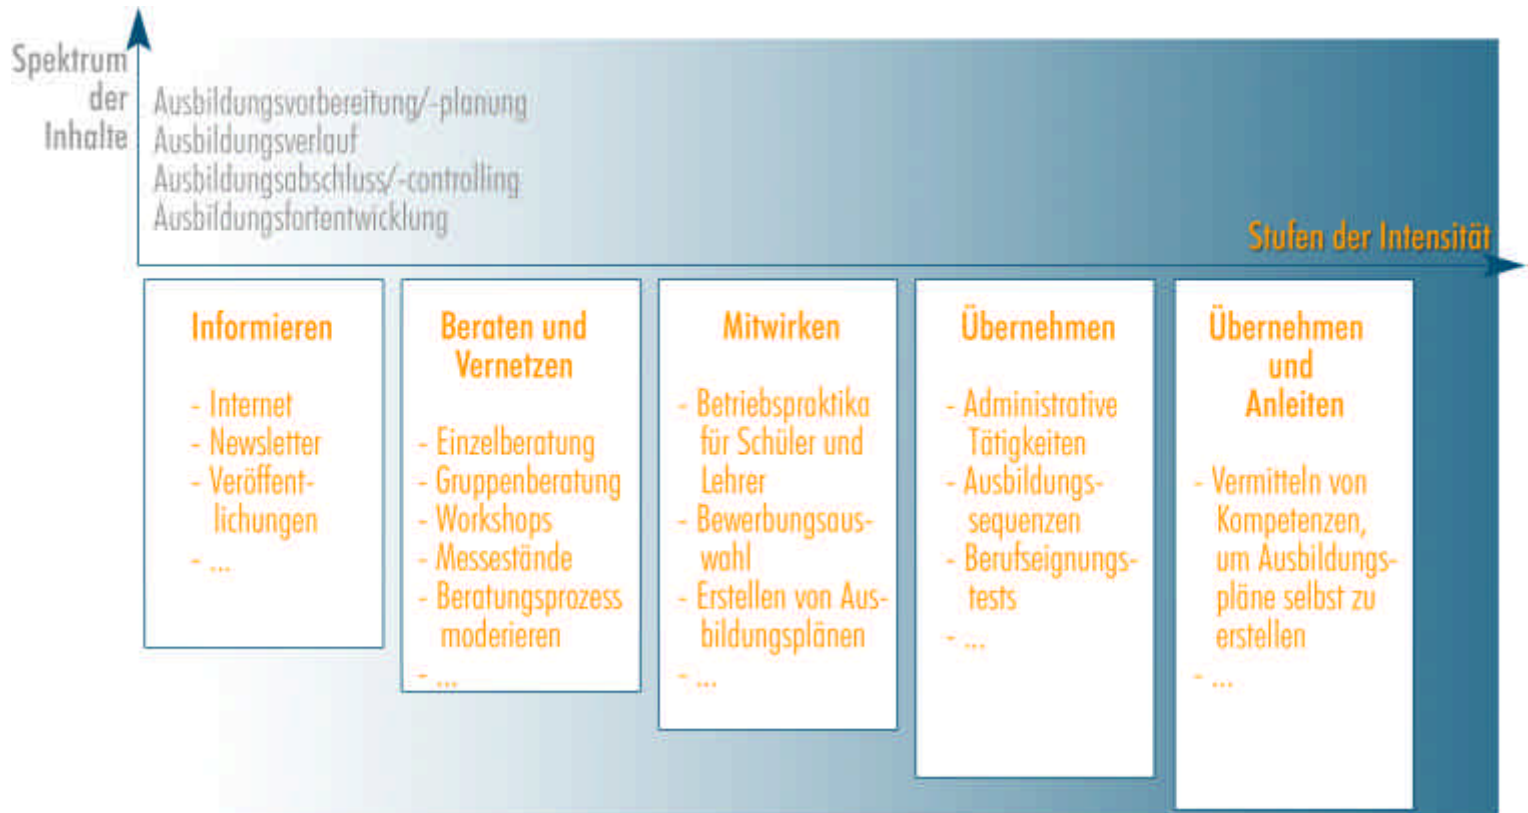 Spektrum
der
Inhalte
Ausbildungsvorbereitung/-planung
Ausbildungsverlauf
Ausbildungsabschluss/-controlling
Ausbildungsfortentwicklung
Stufen der Intensität
Informieren
- Internet
- Newsletter
- Veröffent-
lichungen
- ...
Beraten und
Vernetzen
- Einzelberatung
- Gruppenberatung
- Workshops
- Messestände
- Beratungsprozess
moderieren
- ...
Mitwirken
- Betriebspraktika
für Schüler und
Lehrer
- Bewerbungsaus-
wahl
- Erstellen von Aus-
bildungsplänen
- ...
Übernehmen
- Administrative
Tätigkeiten
- Ausbildungs-
sequenzen
- Berufseignungs-
tests
- ...
Übernehmen
und
Anleiten
- Vermitteln von
Kompetenzen,
um Ausbildungs-
pläne selbst zu
erstellen
- ...